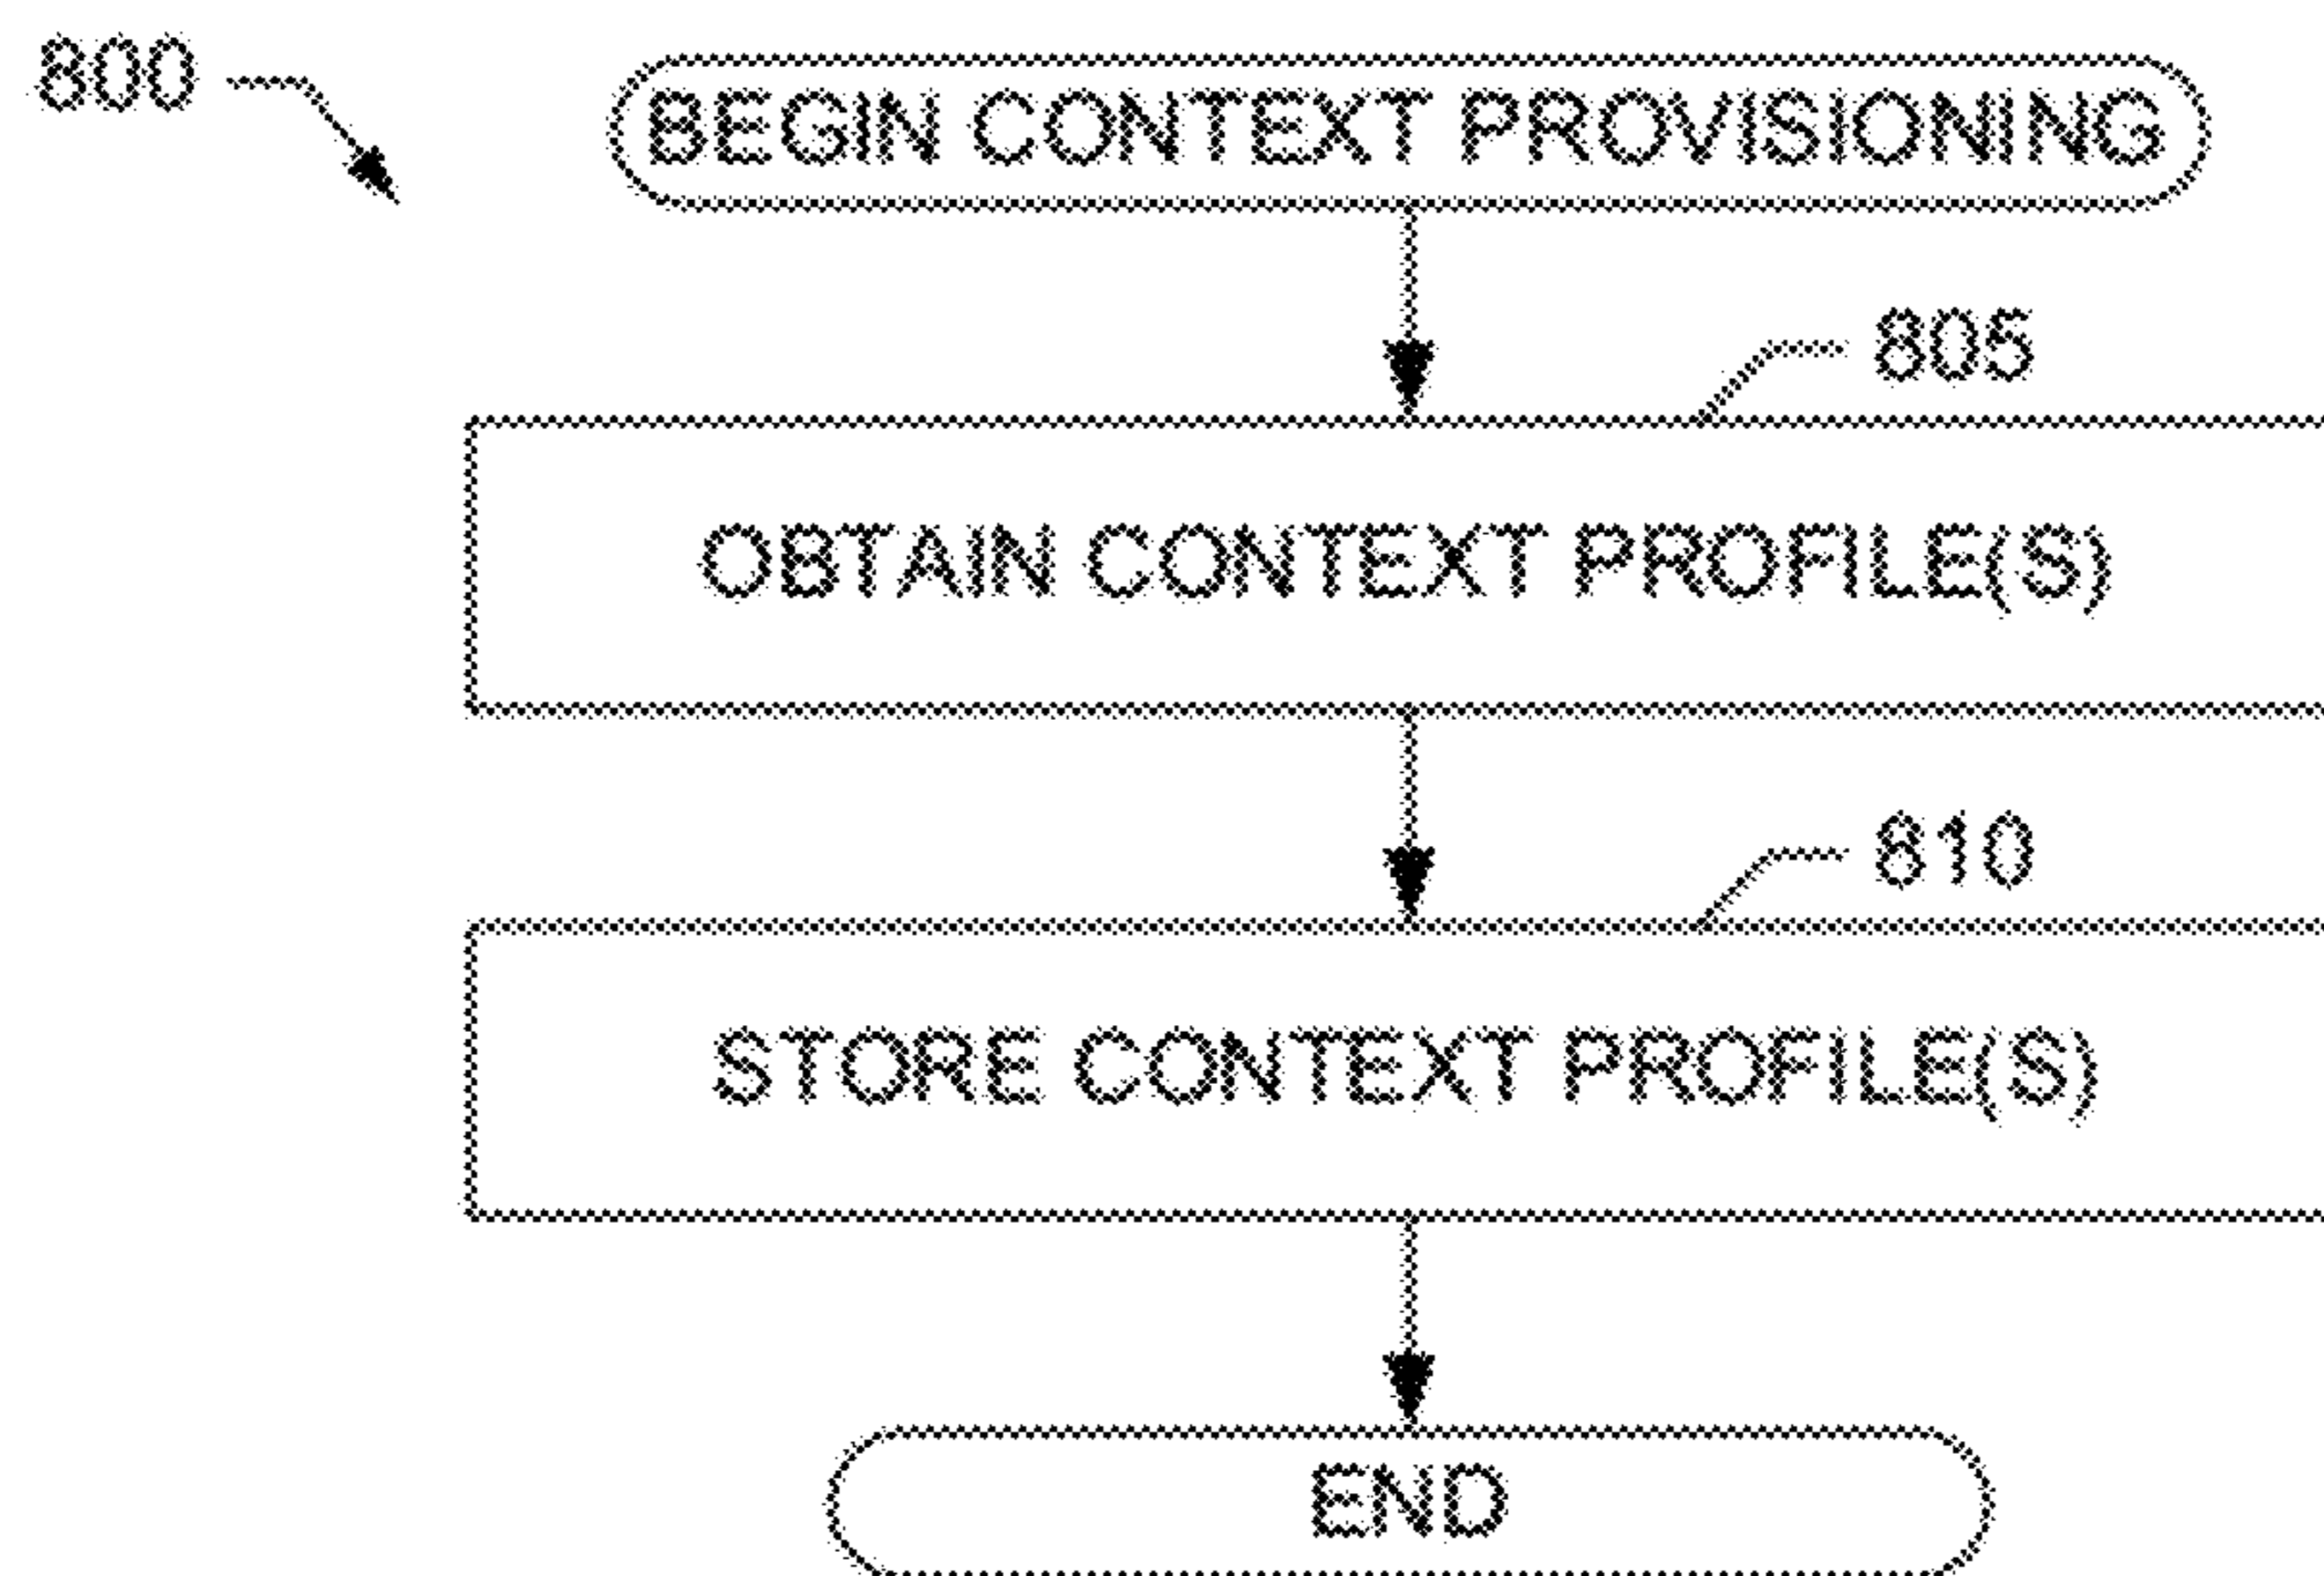 800
BEGIN CONTEXT PROVISIONING
805
OBTAIN CONTEXT PROFILE(S)
810
STORE CONTEXT PROFILE(S)
END